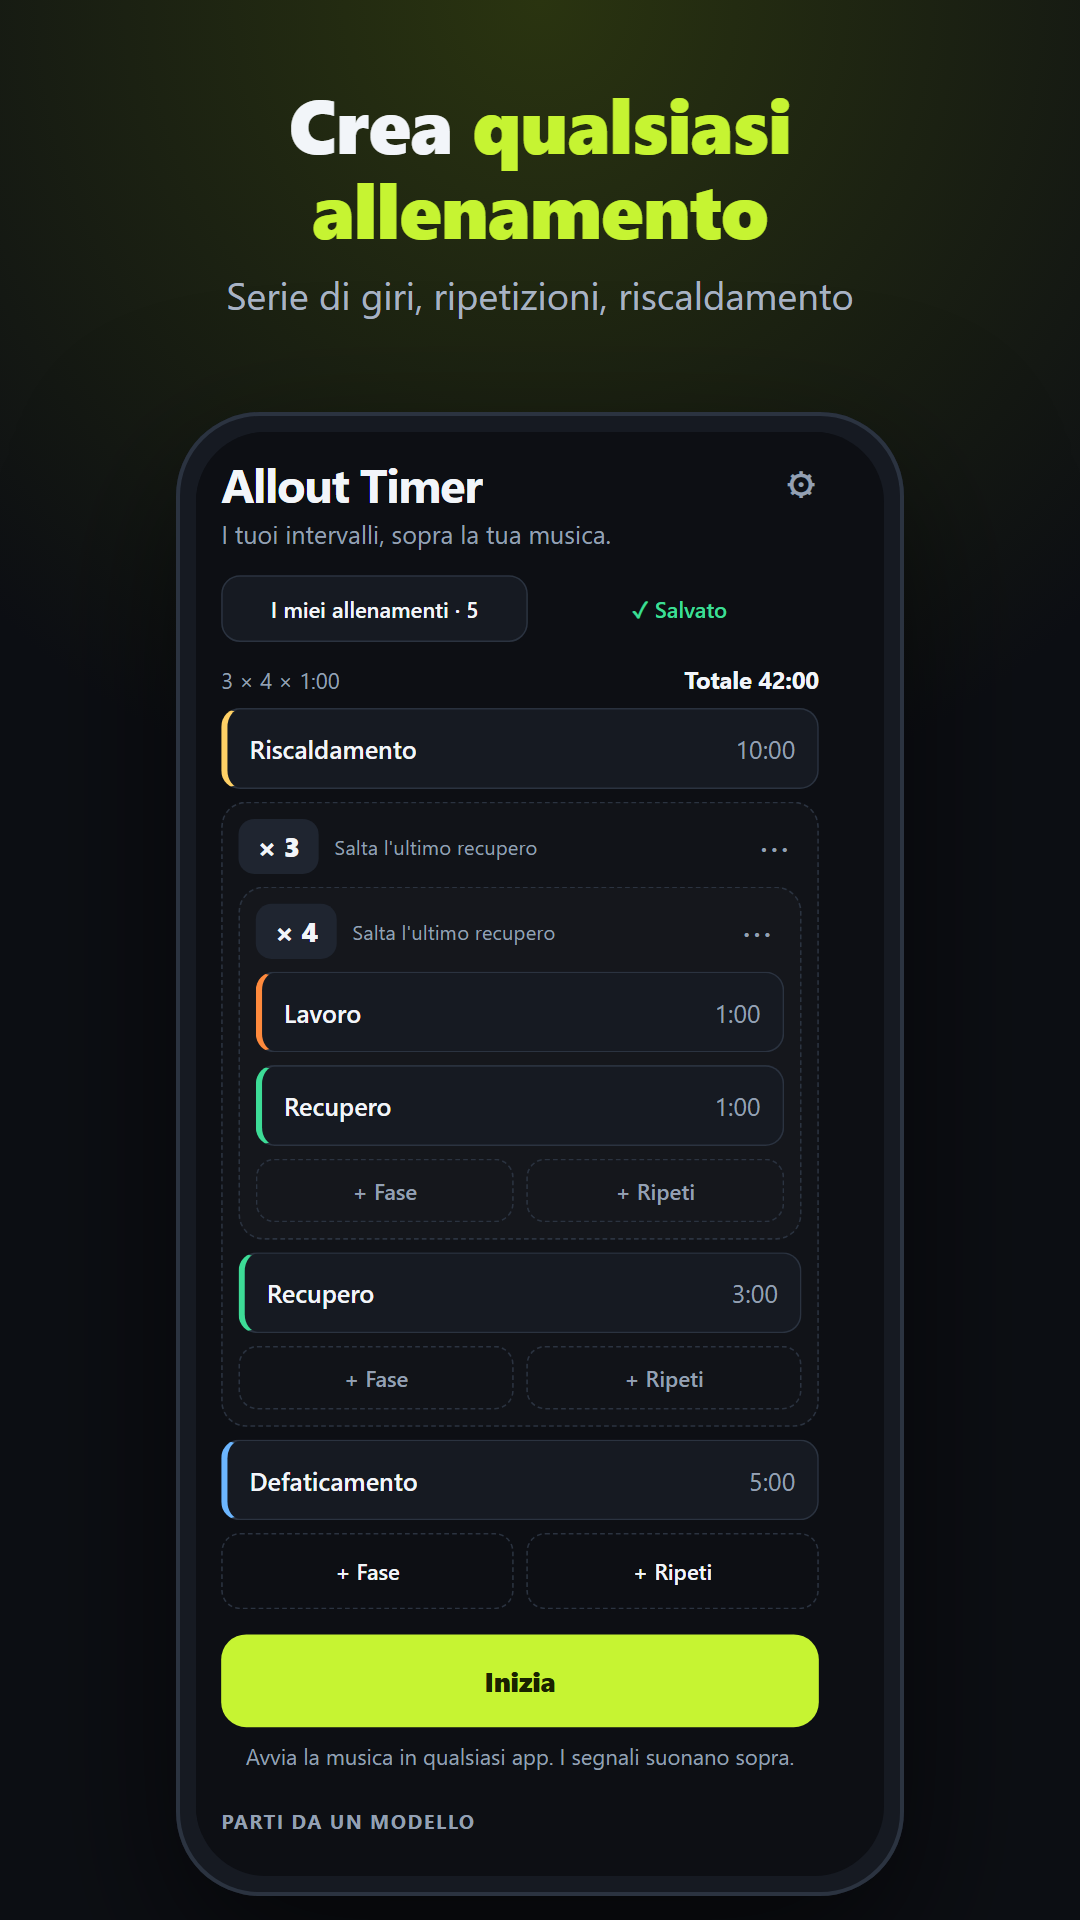 Crea qualsiasi
allenamento
Serie di giri, ripetizioni, riscaldamento
Allout Timer
I tuoi intervalli, sopra la tua musica.
I miei allenamenti · 5
✓ Salvato
3 × 4 × 1:00
Totale 42:00
Riscaldamento
10:00
× 3
Salta l'ultimo recupero
...
× 4
Salta l'ultimo recupero
...
Lavoro
1:00
Recupero
1:00
+ Fase
+ Ripeti
Recupero
3:00
+ Fase
+ Ripeti
Defaticamento
5:00
+ Fase
+ Ripeti
Inizia
Avvia la musica in qualsiasi app. I segnali suonano sopra.
PARTI DA UN MODELLO